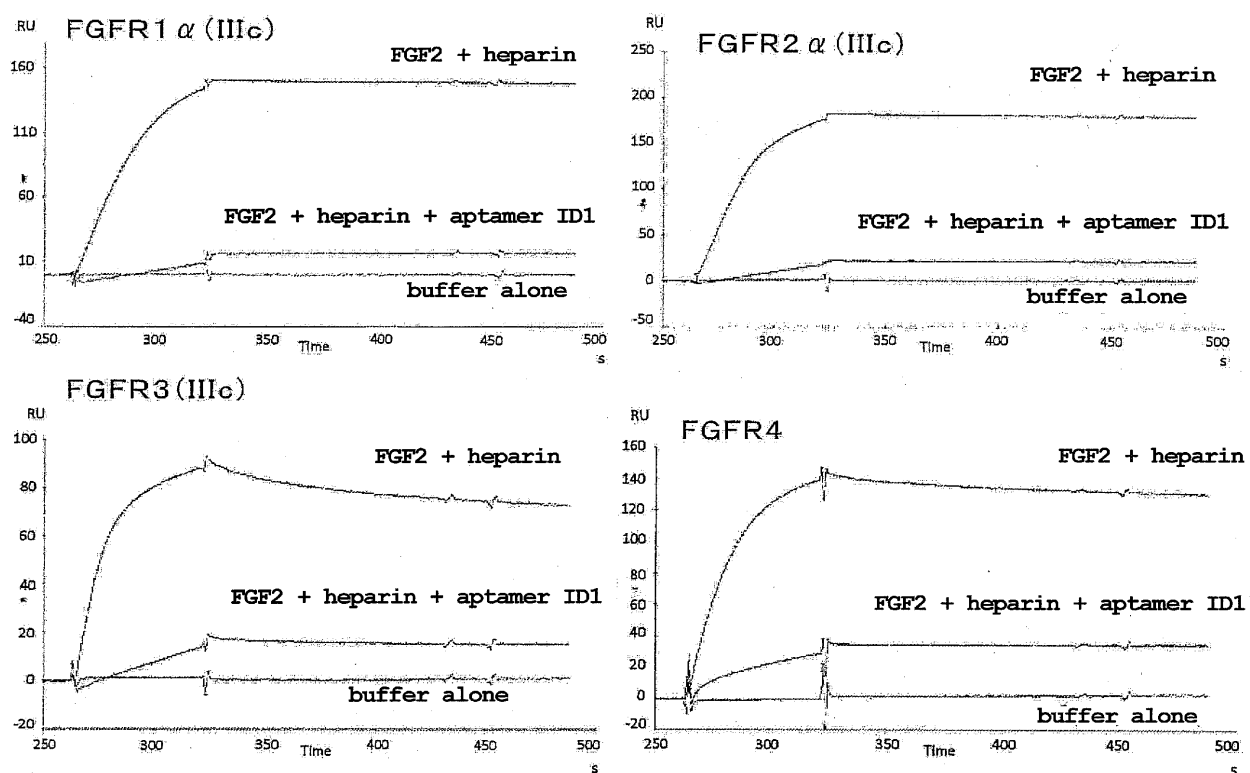 RU
FGFR1 α (IIIc)
160
FGF2 + heparin
110
60
FGF2 + heparin + aptamer ID1
10
buffer alone
-40
250 300 350 400 450 500
Time
s
RU
FGFR2 α (IIIc)
250
FGF2 + heparin
200
150
100
FGF2 + heparin + aptamer ID1
50
0
buffer alone
-50
250 300 350 400 450 500
Time
s
FGFR3 (IIIc)
RU
100
FGF2 + heparin
80
60
40
FGF2 + heparin + aptamer ID1
20
0
buffer alone
-20
250 300 350 400 450 500
Time
s
RU
FGFR4
160
FGF2 + heparin
140
120
100
80
60
FGF2 + heparin + aptamer ID1
40
20
0
buffer alone
-20
250 300 350 400 450 500
Time
s